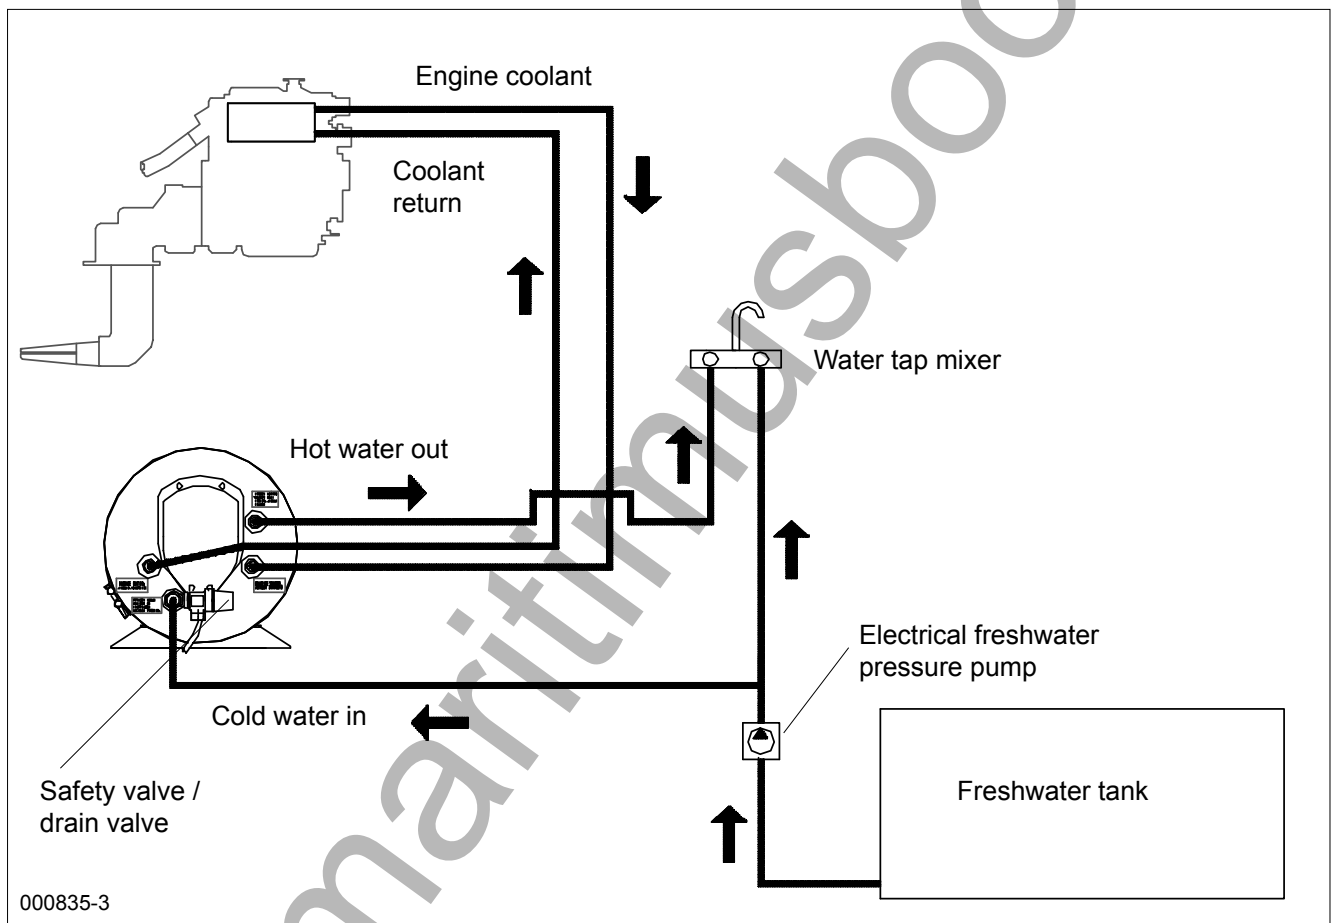 Engine coolant
Coolant
return
Water tap mixer
Hot water out
Electrical freshwater
pressure pump
Cold water in
Safety valve /
drain valve
Freshwater tank
000835-3
maritimusboo